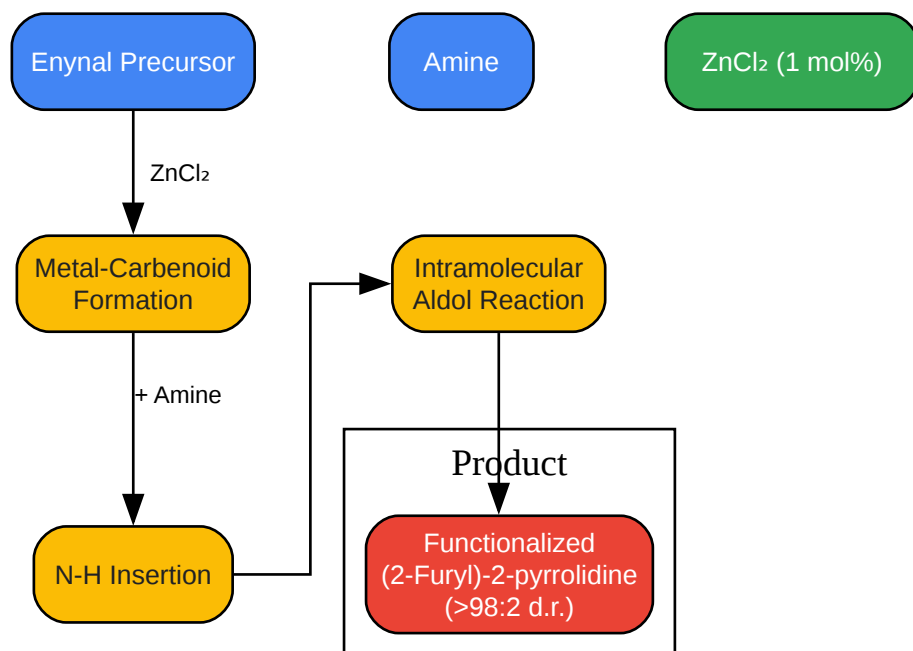 Enynal Precursor
Amine
ZnCl₂ (1 mol%)
ZnCl₂
Metal-Carbenoid
Formation
Intramolecular
Aldol Reaction
+ Amine
Product
N-H Insertion
Functionalized
(2-Furyl)-2-pyrrolidine
(>98:2 d.r.)